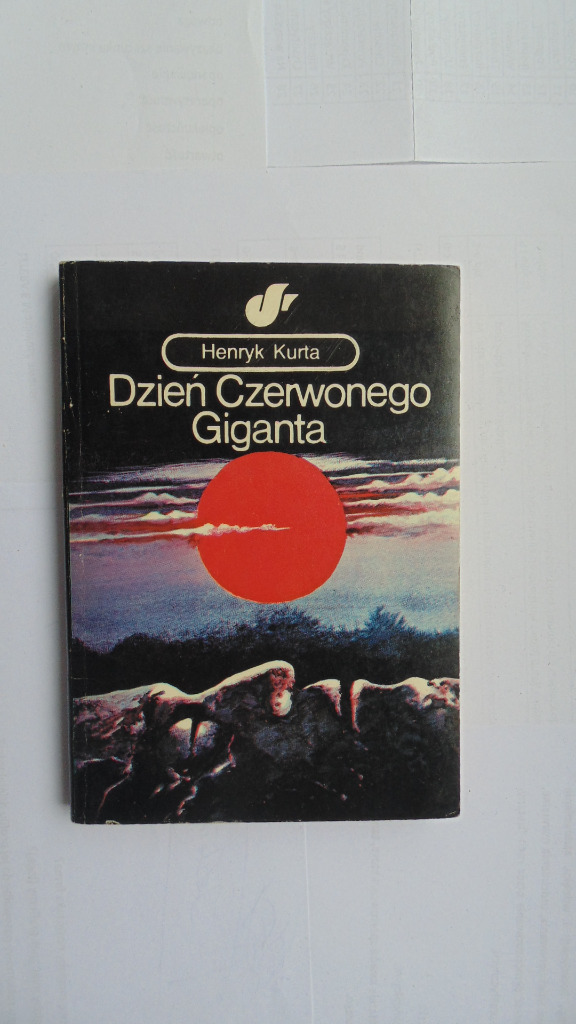 Henryk Kurta
Dzień Czerwonego
Giganta